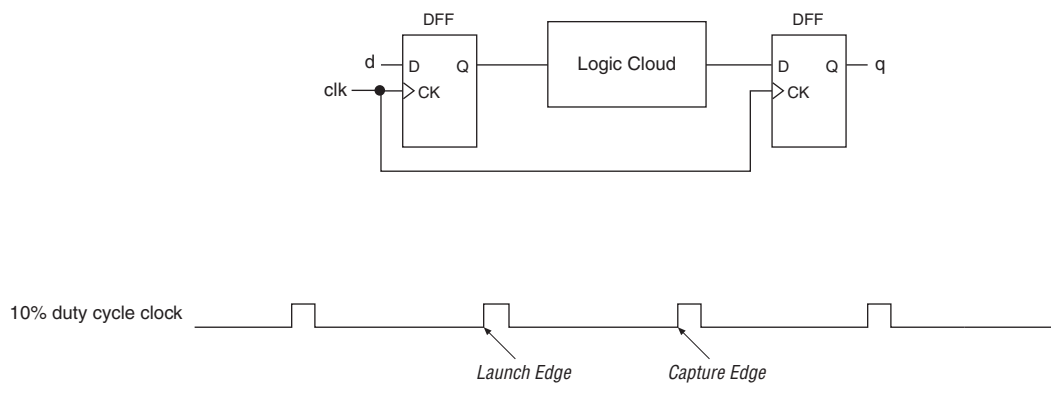 DFF
DFF
d
D
Q
Logic Cloud
D
Q
q
clk
CK
CK
10% duty cycle clock
Launch Edge
Capture Edge